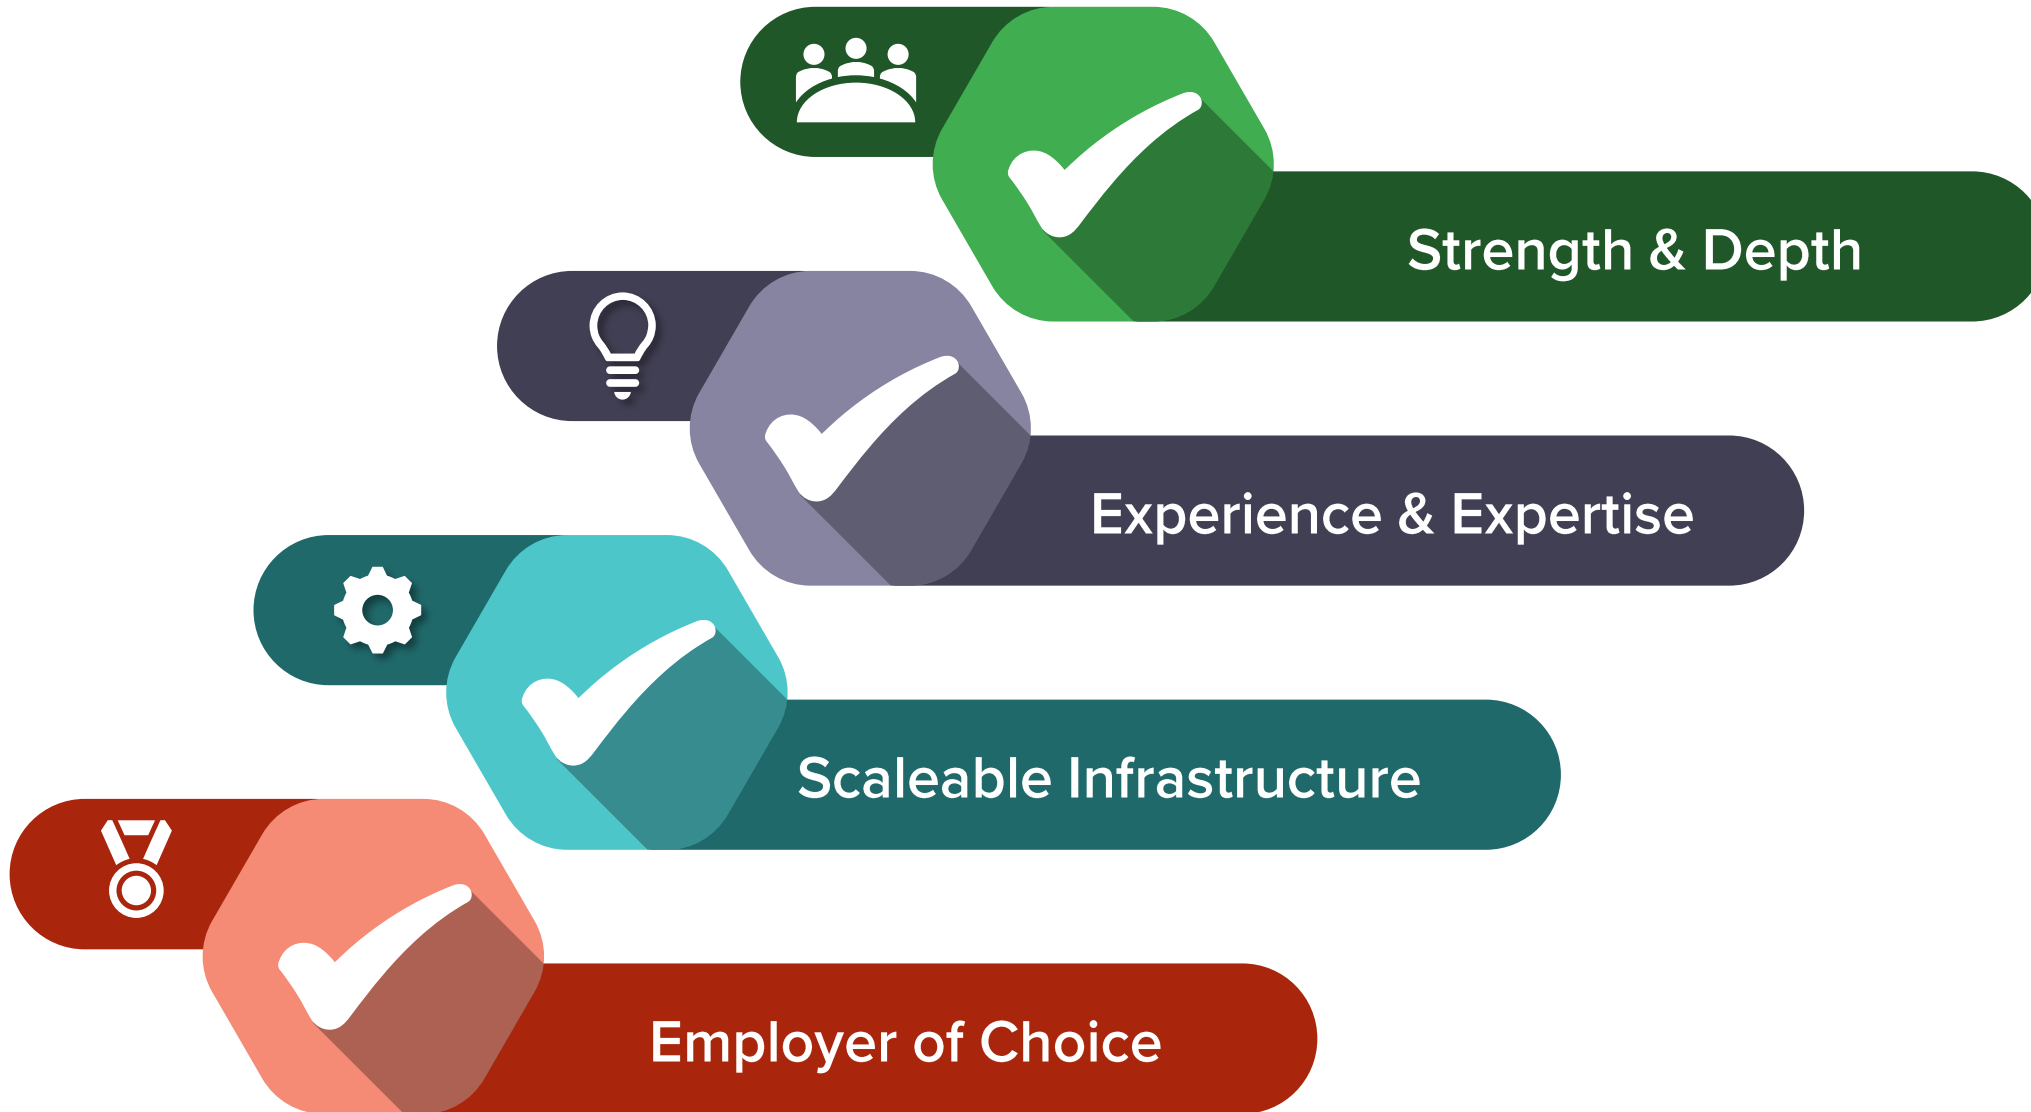 Strength & Depth
Experience & Expertise
Scaleable Infrastructure
Employer of Choice